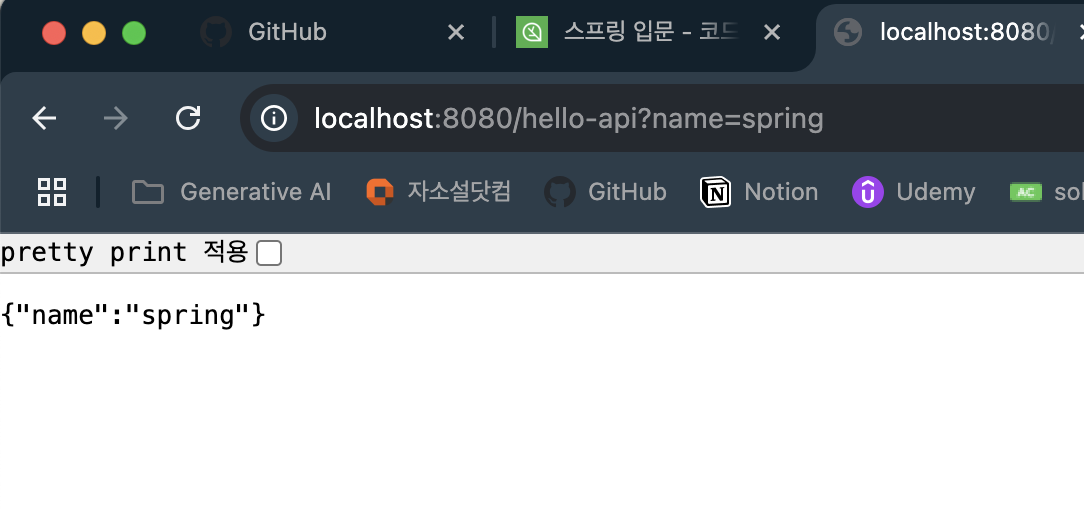 GitHub 스프링 입문 - 코드 localhost:8080/
localhost:8080/hello-api?name=spring
Generative AI 자소설닷컴 GitHub Notion Udemy AC
pretty print 적용
{"name":"spring"}